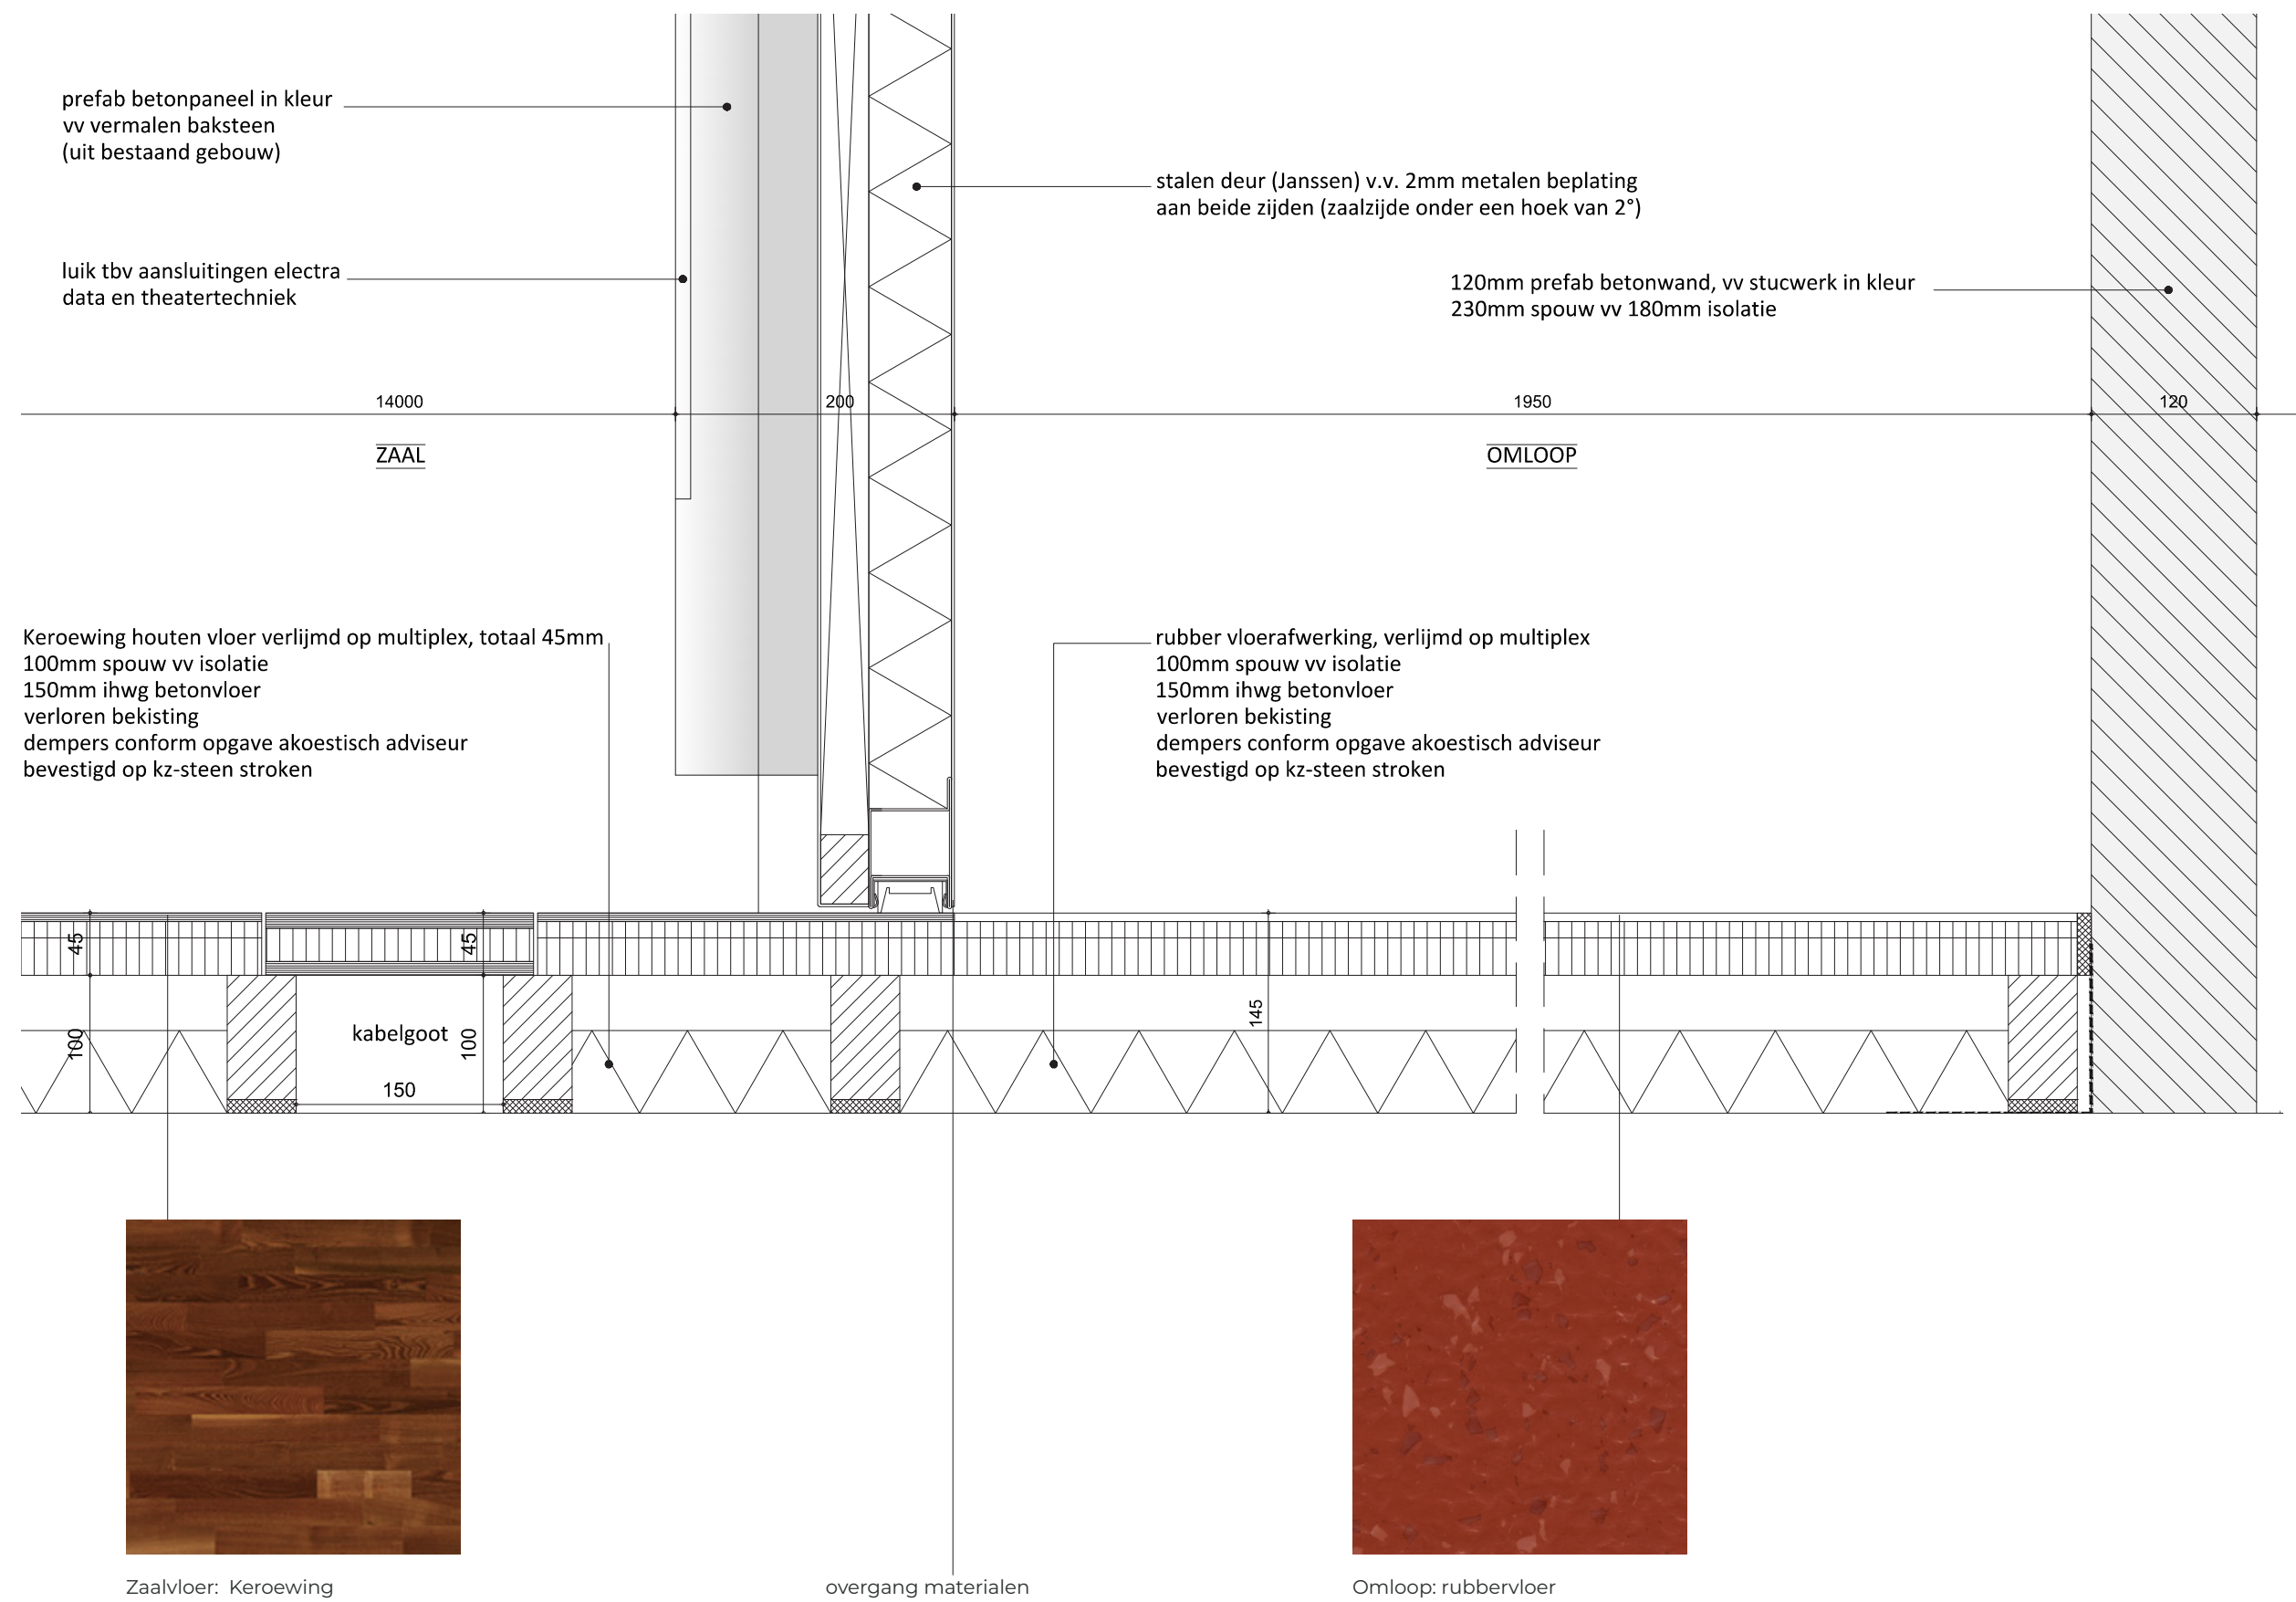 prefab betonpaneel in kleur
vv vermalen baksteen
(uit bestaand gebouw)
stalen deur (Janssen) v.v. 2mm metalen beplating
aan beide zijden (zaalzijde onder een hoek van 2°)
luik tbv aansluitingen electra
data en theatertechniek
120mm prefab betonwand, vv stucwerk in kleur
230mm spouw vv 180mm isolatie
14000
200
1950
120
ZAAL
OMLOOP
Keroewing houten vloer verlijmd op multiplex, totaal 45mm
100mm spouw vv isolatie
150mm ihwg betonvloer
verloren bekisting
dempers conform opgave akoestisch adviseur
bevestigd op kz-steen stroken
rubber vloerafwerking, verlijmd op multiplex
100mm spouw vv isolatie
150mm ihwg betonvloer
verloren bekisting
dempers conform opgave akoestisch adviseur
bevestigd op kz-steen stroken
45
45
100
kabelgoot
100
145
150
Zaalvloer: Keroewing
overgang materialen
Omloop: rubbervloer